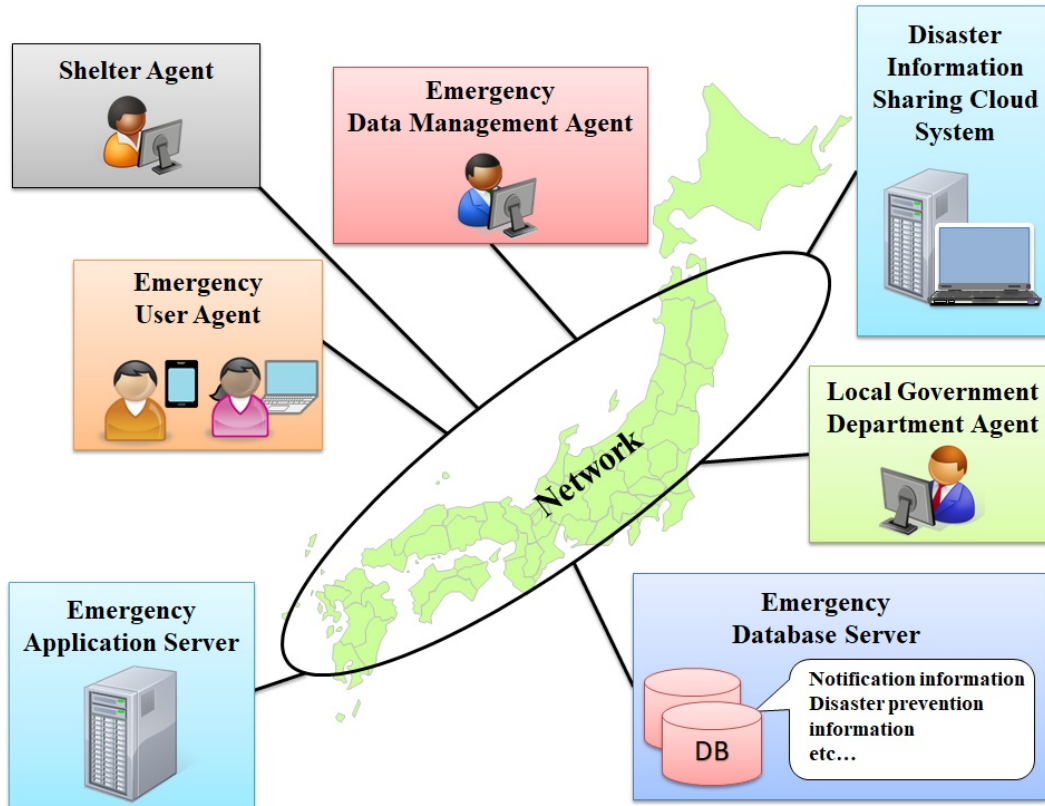 Shelter Agent
Emergency
Data Management Agent
Disaster
Information
Sharing Cloud
System
Emergency
User Agent
Local Government
Department Agent
Network
Emergency
Application Server
Emergency
Database Server
Notification information
Disaster prevention
information
etc…
DB